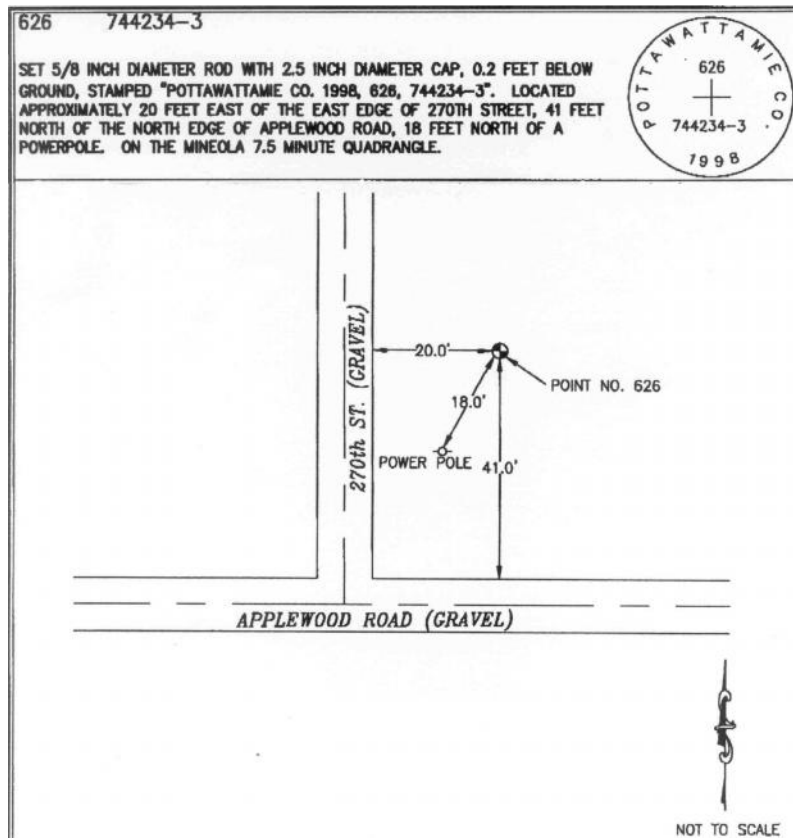 626 744234-3
SET 5/8 INCH DIAMETER ROD WITH 2.5 INCH DIAMETER CAP, 0.2 FEET BELOW
GROUND, STAMPED "POTTAWATTAMIE CO. 1998, 626, 744234-3". LOCATED
APPROXIMATELY 20 FEET EAST OF THE EAST EDGE OF 270TH STREET, 41 FEET
NORTH OF THE NORTH EDGE OF APPLEWOOD ROAD, 18 FEET NORTH OF A
POWERPOLE. ON THE MINEOLA 7.5 MINUTE QUADRANGLE.
POTTAWATTAMIE CO.
626
744234-3
1998
270th ST. (GRAVEL)
20.0'
POINT NO. 626
18.0'
POWER POLE
41.0'
APPLEWOOD ROAD (GRAVEL)
NOT TO SCALE